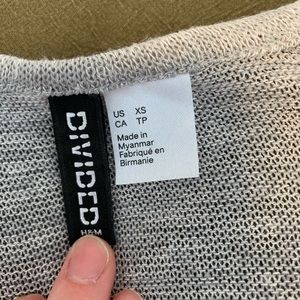 DIVIDED
H&M
US XS
CA TP
Made in
Myanmar
Fabriqué en
Birmanie